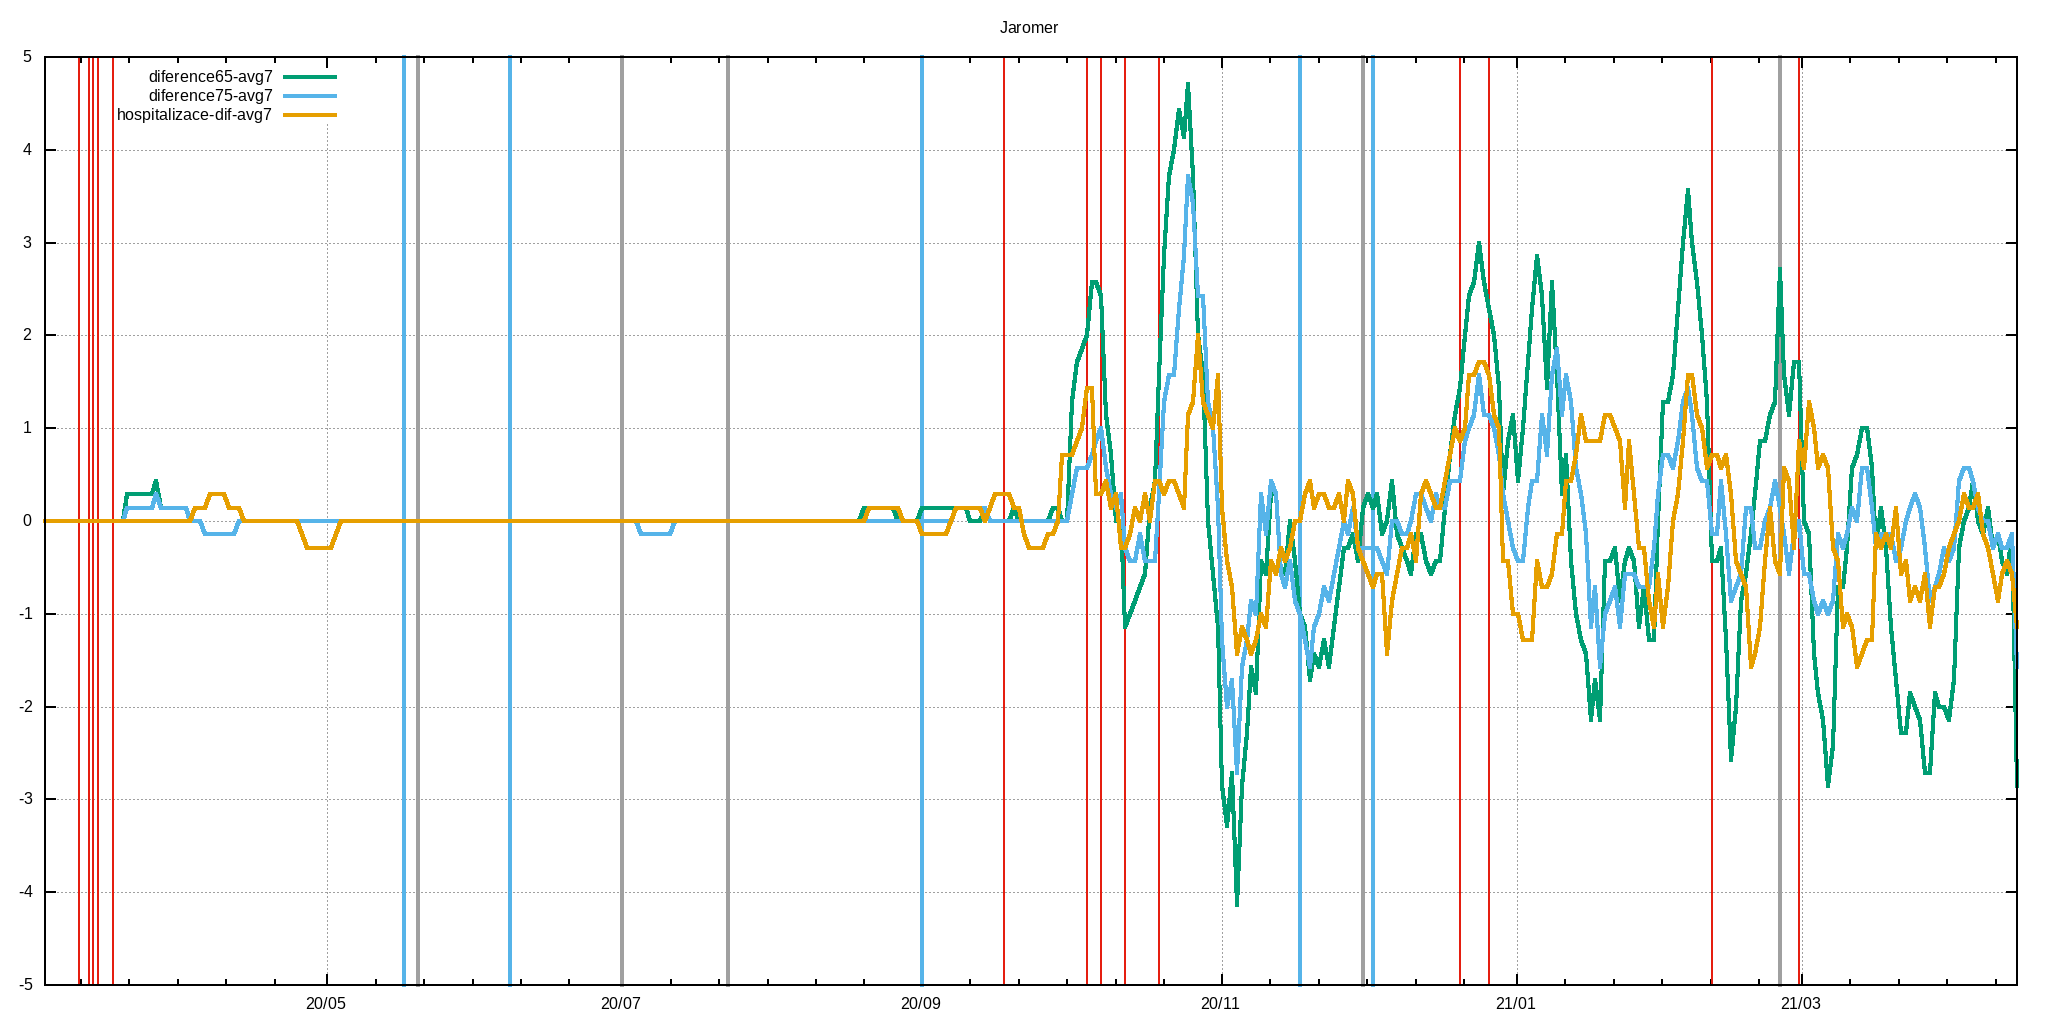 Jaromer
diference65-avg7
diference75-avg7
hospitalizace-dif-avg7
5
4
3
2
1
0
-1
-2
-3
-4
-5
20/05 20/07 20/09 20/11 21/01 21/03